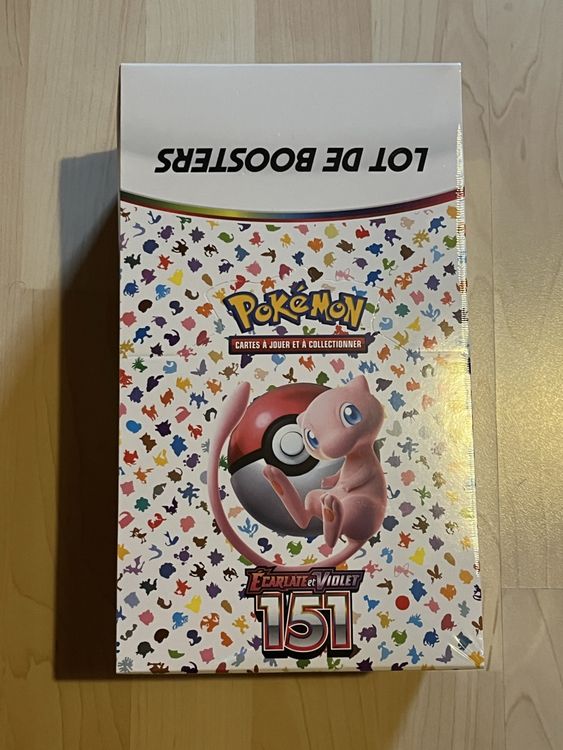 LOT DE BOOSTERS
POKÉMON
CARTES À JOUER ET À COLLECTIONNER
ÉCARLATE et VIOLET
151